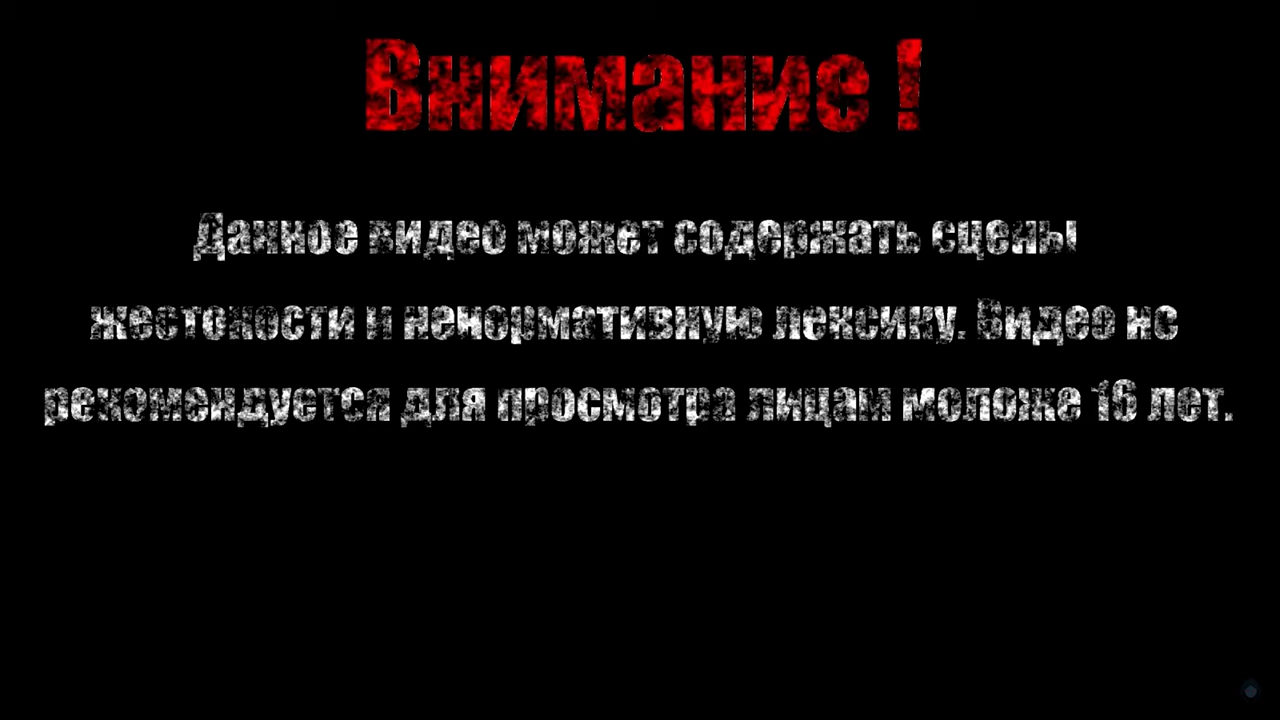 Внимание !
Данное видео может содержать сцены
жестокости и ненормативную лексику. Видео не
рекомендуется для просмотра лицам моложе 16 лет.